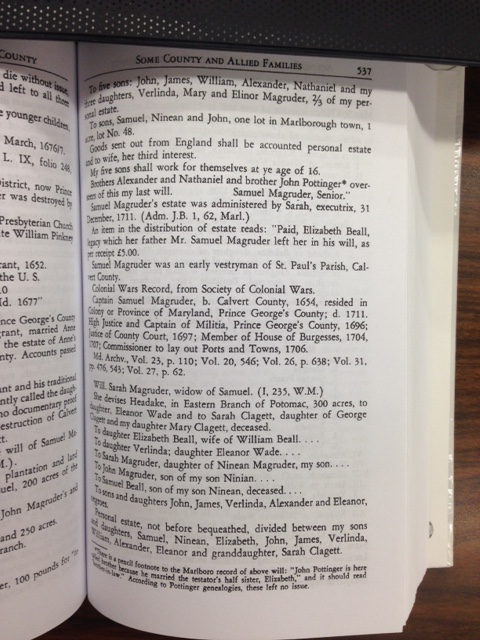 COUNTY
die without issue,
d left to all those
e younger children,
March, 1676/7.
L. IX, folio 249,
istrict, now Prince
er was destroyed by
Presbyterian Church
te William Pinkney
rant, 1652.
the U. S.
.0
Id. 1677"
nce George's County
grant, married Anne
the estate of Anne's
nty. Accounts passed
nt and his traditional
ntly called the daugh-
no documentary proof
estruction of Calvert
ct.
will of Samuel Ma-
M.).
plantation and land
uel, 200 acres of the
John Magruder's and
and 250 acres.
ranch.
er, 100 pounds for
SOME COUNTY AND ALLIED FAMILIES 537
To five sons: John, James, William, Alexander, Nathaniel and my
three daughters, Verlinda, Mary and Elinor Magruder, ⅔ of my per-
sonal estate.
To sons, Samuel, Ninean and John, one lot in Marlborough town, 1
acre, lot No. 48.
Goods sent out from England shall be accounted personal estate
and to wife, her third interest.
My five sons shall work for themselves at ye age of 16.
Brothers Alexander and Nathaniel and brother John Pottinger* over-
seers of this my last will. Samuel Magruder, Senior."
Samuel Magruder's estate was administered by Sarah, executrix, 31
December, 1711. (Adm. J.B. 1, 62, Marl.)
An item in the distribution of estate reads: "Paid, Elizabeth Beall,
legacy which her father Mr. Samuel Magruder left her in his will, as
per receipt £5.00.
Samuel Magruder was an early vestryman of St. Paul's Parish, Cal-
vert County.
Colonial Wars Record, from Society of Colonial Wars.
Captain Samuel Magruder, b. Calvert County, 1654, resided in
Colony or Province of Maryland, Prince George's County; d. 1711.
High Justice and Captain of Militia, Prince George's County, 1696;
Justice of County Court, 1697; Member of House of Burgesses, 1704,
1707; Commissioner to lay out Ports and Towns, 1706.
Md. Archv., Vol. 23, p. 110; Vol. 20, 546; Vol. 26, p. 638; Vol. 31,
pp. 476, 543; Vol. 27, p. 62.
Will, Sarah Magruder, widow of Samuel. (I, 235, W.M.)
She devises Headake, in Eastern Branch of Potomac, 300 acres, to
daughter, Eleanor Wade and to Sarah Clagett, daughter of George
Clagett and my daughter Mary Clagett, deceased.
To daughter Elizabeth Beall, wife of William Beall. . . .
To daughter Verlinda; daughter Eleanor Wade. . . .
To Sarah Magruder, daughter of Ninean Magruder, my son. . . .
To John Magruder, son of my son Ninian. . . .
To Samuel Beall, son of my son Ninean, deceased. . . .
To sons and daughters John, James, Verlinda, Alexander and Eleanor,
negroes.
Personal estate, not before bequeathed, divided between my sons
and daughters, Samuel, Ninean, Elizabeth, John, James, Verlinda,
William, Alexander, Eleanor and granddaughter, Sarah Clagett.
is a pencil footnote to the Marlboro record of above will: "John Pottinger is here
called brother because he married the testator's half sister, Elizabeth," and it should read
"brother-in-law." According to Pottinger genealogies, these left no issue.